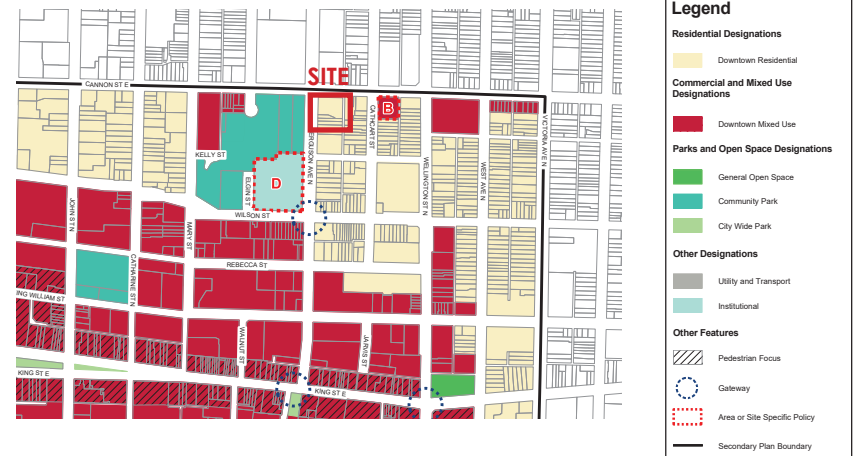 SITE
CANNON ST E
B
CATHCART ST
FERGUSON AVE N
VICTORIA AVE N
KELLY ST
ELGIN ST
D
WELLINGTON ST N
WEST AVE N
WILSON ST
JOHN ST N
MARY ST
CATHARINE ST N
REBECCA ST
ING WILLIAM ST
WALNUT ST
JARVIS ST
KING ST E
KING ST E
Legend
Residential Designations
Downtown Residential
Commercial and Mixed Use
Designations
Downtown Mixed Use
Parks and Open Space Designations
General Open Space
Community Park
City Wide Park
Other Designations
Utility and Transport
Institutional
Other Features
Pedestrian Focus
Gateway
Area or Site Specific Policy
Secondary Plan Boundary